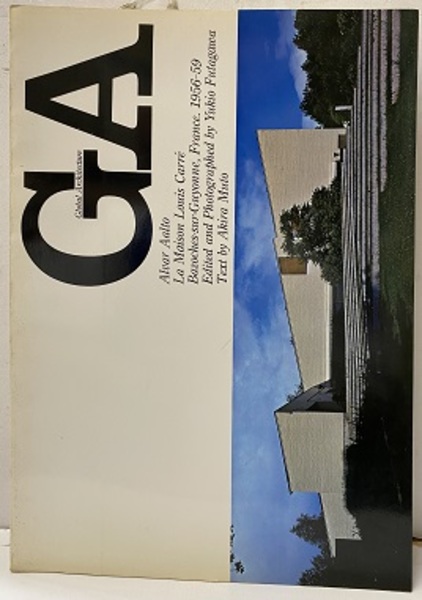 GA
Global Architecture
Alvar Aalto
La Maison Louis Carré
Bazoches-sur-Guyonne, France. 1956-59
Edited and Photographed by Yukio Futagawa
Text by Akira Muto